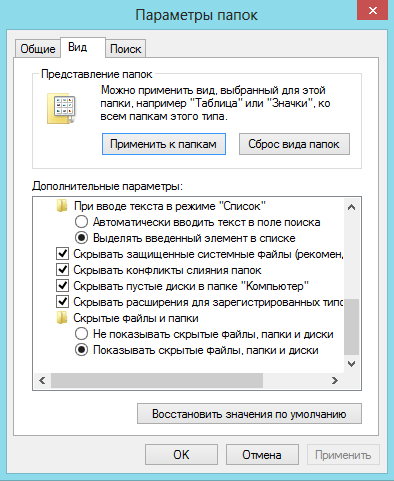 Параметры папок
Общие
Вид
Поиск
Представление папок
Можно применить вид, выбранный для этой
папки, например "Таблица" или "Значки", ко
всем папкам этого типа.
Применить к папкам
Сброс вида папок
Дополнительные параметры:
При вводе текста в режиме "Список"
Автоматически вводить текст в поле поиска
Выделять введенный элемент в списке
Скрывать защищенные системные файлы (рекомен,
Скрывать конфликты слияния папок
Скрывать пустые диски в папке "Компьютер"
Скрывать расширения для зарегистрированных типо
Скрытые файлы и папки
Не показывать скрытые файлы, папки и диски
Показывать скрытые файлы, папки и диски
Восстановить значения по умолчанию
OK
Отмена
Применить